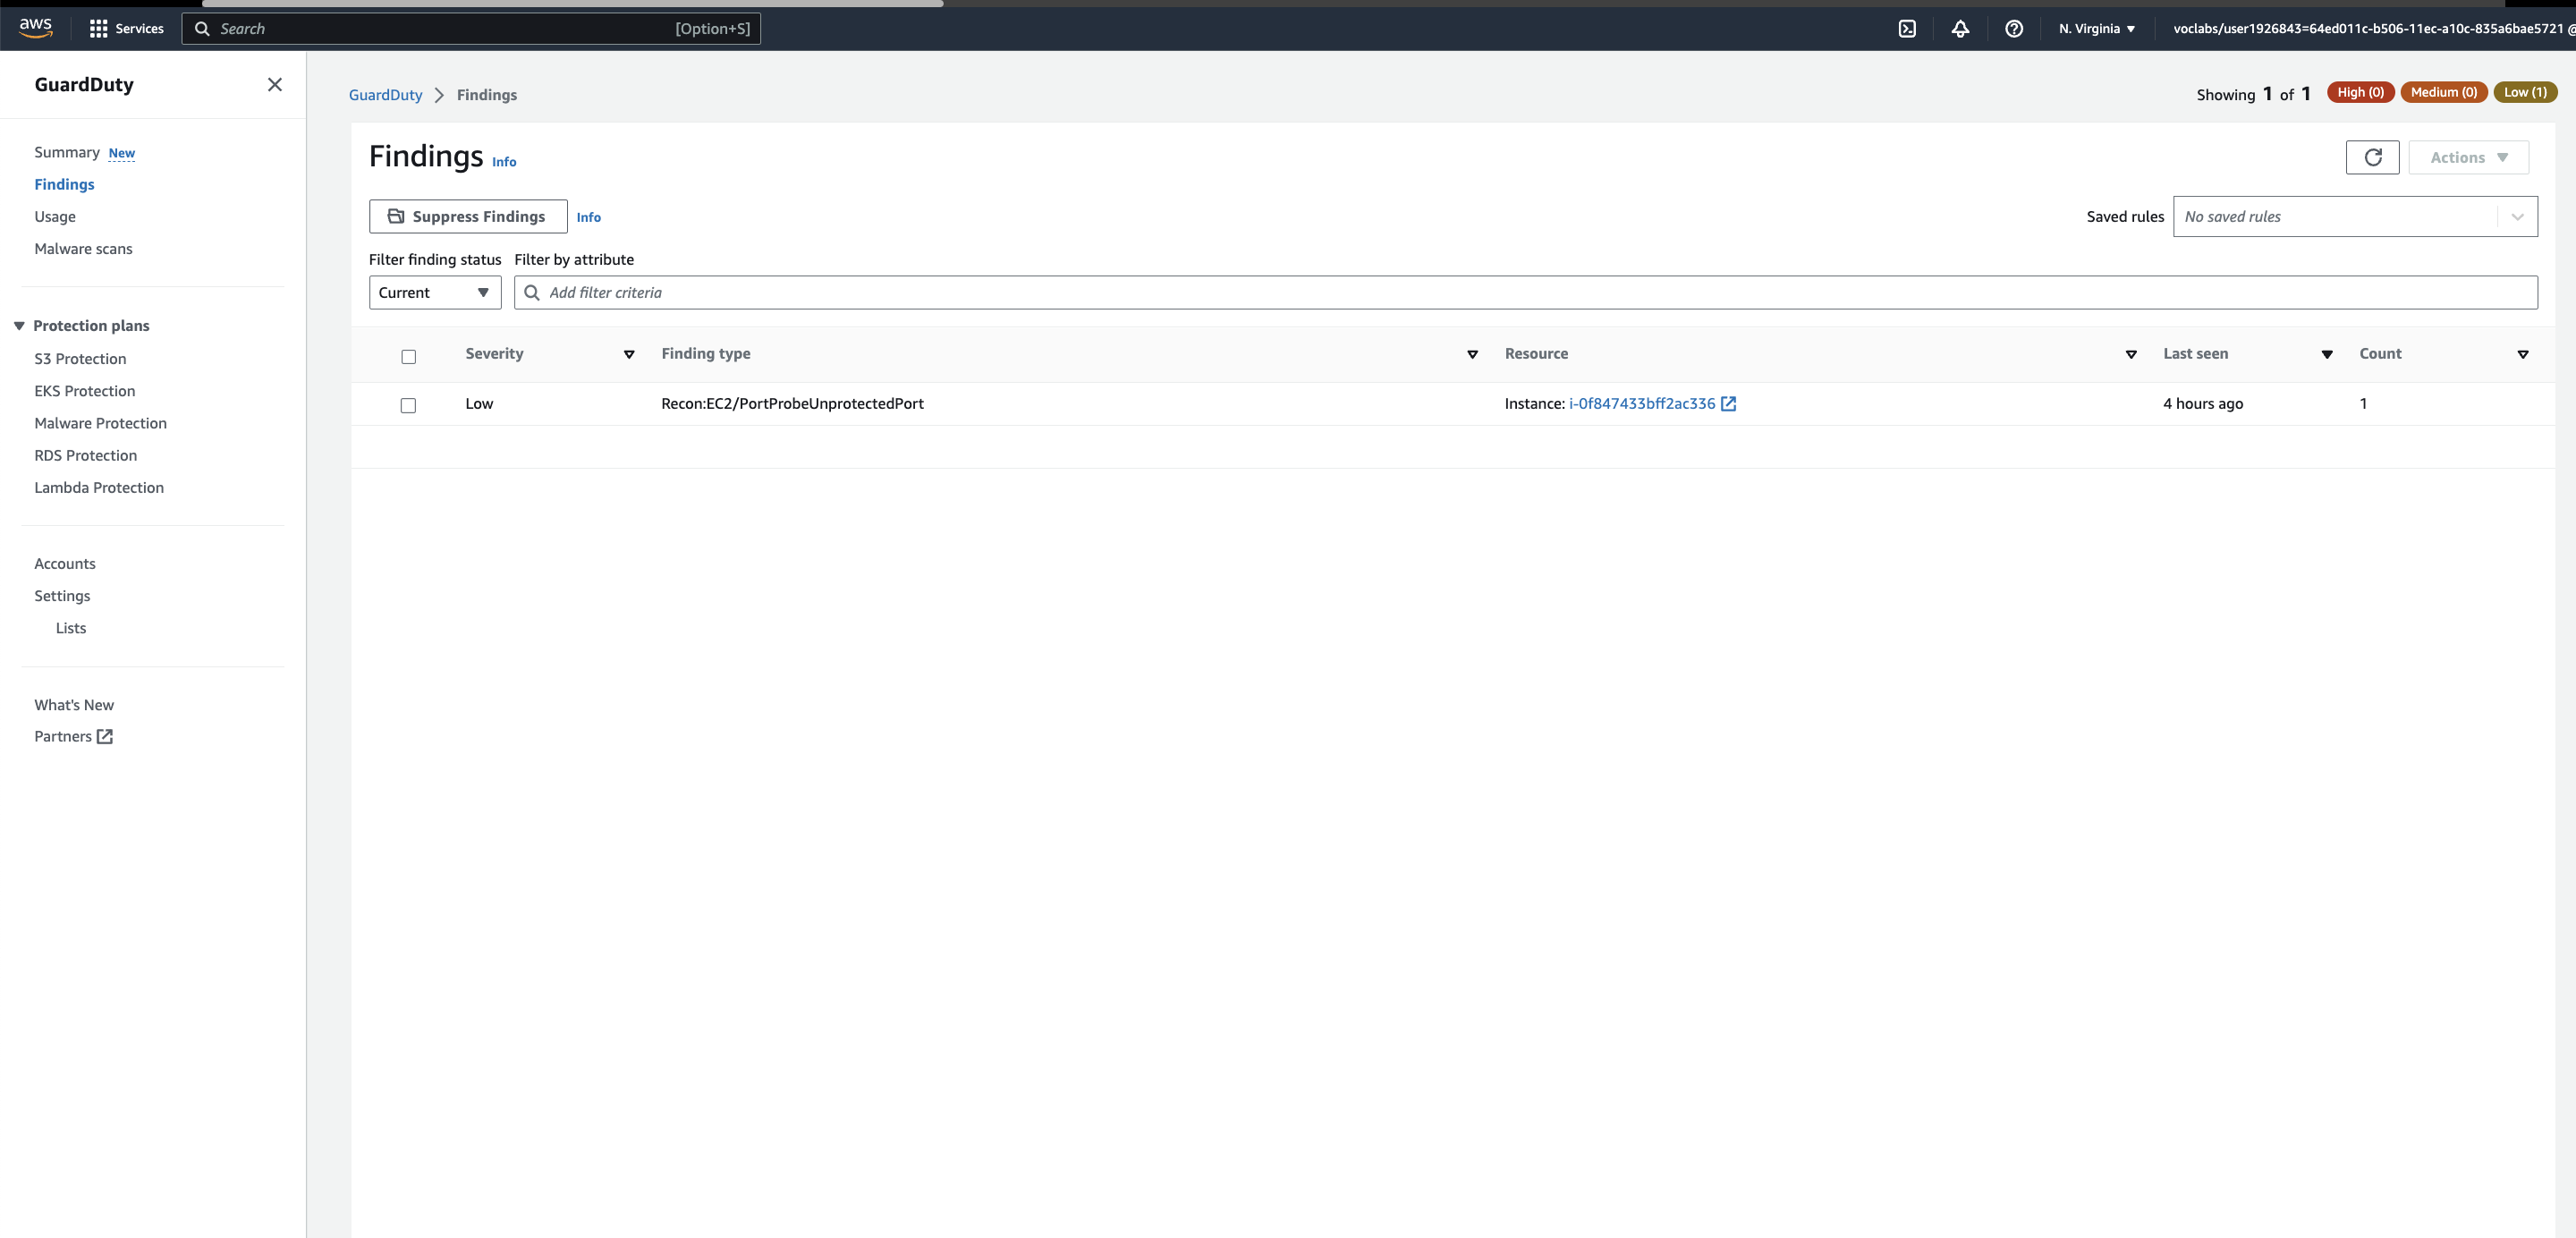 aws
Services
Search
[Option+S]
N. Virginia
voclabs/user1926843=64ed011c-b506-11ec-a10c-835a6bae5721 @
GuardDuty
Summary New
Findings
Usage
Malware scans
Protection plans
S3 Protection
EKS Protection
Malware Protection
RDS Protection
Lambda Protection
Accounts
Settings
Lists
What's New
Partners
GuardDuty
Findings
Showing 1 of 1
High (0)
Medium (0)
Low (1)
Findings Info
Actions
Suppress Findings Info
Saved rules
No saved rules
Filter finding status Filter by attribute
Current
Add filter criteria
Severity Finding type Resource Last seen Count
Low Recon:EC2/PortProbeUnprotectedPort Instance: i-0f847433bff2ac336 4 hours ago 1